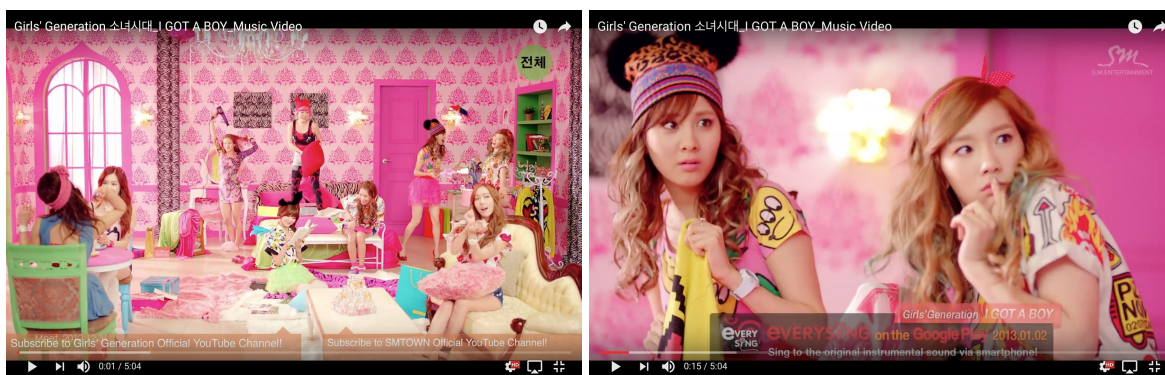 Girls' Generation 소녀시대_I GOT A BOY_Music Video
전체
Subscribe to Girls' Generation Official YouTube Channel!
Subscribe to SMTOWN Official YouTube Channel!
0:01 / 5:04
HD
Girls' Generation 소녀시대_I GOT A BOY_Music Video
SM
S.M.ENTERTAINMENT
Girls'Generation I GOT A BOY
eVERY SiNG
eVERYSiNG on the Google Play 2013.01.02
Sing to the original instrumental sound via smartphone!
0:15 / 5:04
HD